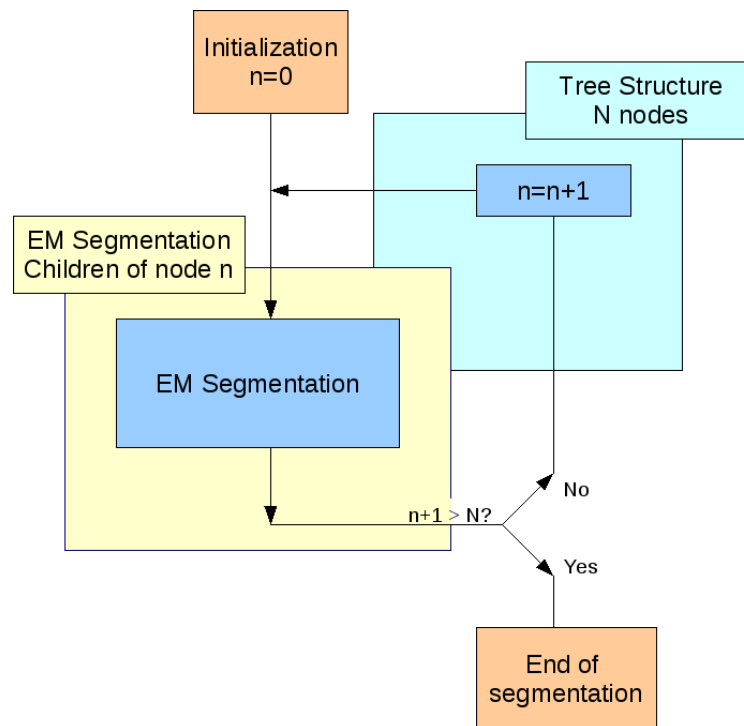 Initialization
n=0
Tree Structure
N nodes
n=n+1
EM Segmentation
Children of node n
EM Segmentation
n+1 > N?
No
Yes
End of
segmentation